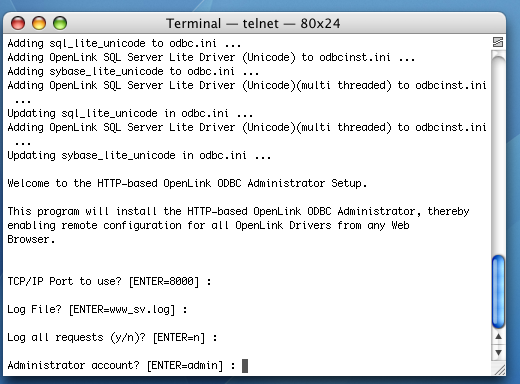 Terminal — telnet — 80x24
Adding sql_lite_unicode to odbc.ini ...
Adding OpenLink SQL Server Lite Driver (Unicode) to odbcinst.ini ...
Adding sybase_lite_unicode to odbc.ini ...
Adding OpenLink SQL Server Lite Driver (Unicode)(multi threaded) to odbcinst.ini
...
Updating sql_lite_unicode in odbc.ini ...
Adding OpenLink SQL Server Lite Driver (Unicode)(multi threaded) to odbcinst.ini
...
Updating sybase_lite_unicode in odbc.ini ...
Welcome to the HTTP-based OpenLink ODBC Administrator Setup.
This program will install the HTTP-based OpenLink ODBC Administrator, thereby
enabling remote configuration for all OpenLink Drivers from any Web
Browser.
TCP/IP Port to use? [ENTER=8000] :
Log File? [ENTER=www_sv.log] :
Log all requests (y/n)? [ENTER=n] :
Administrator account? [ENTER=admin] :